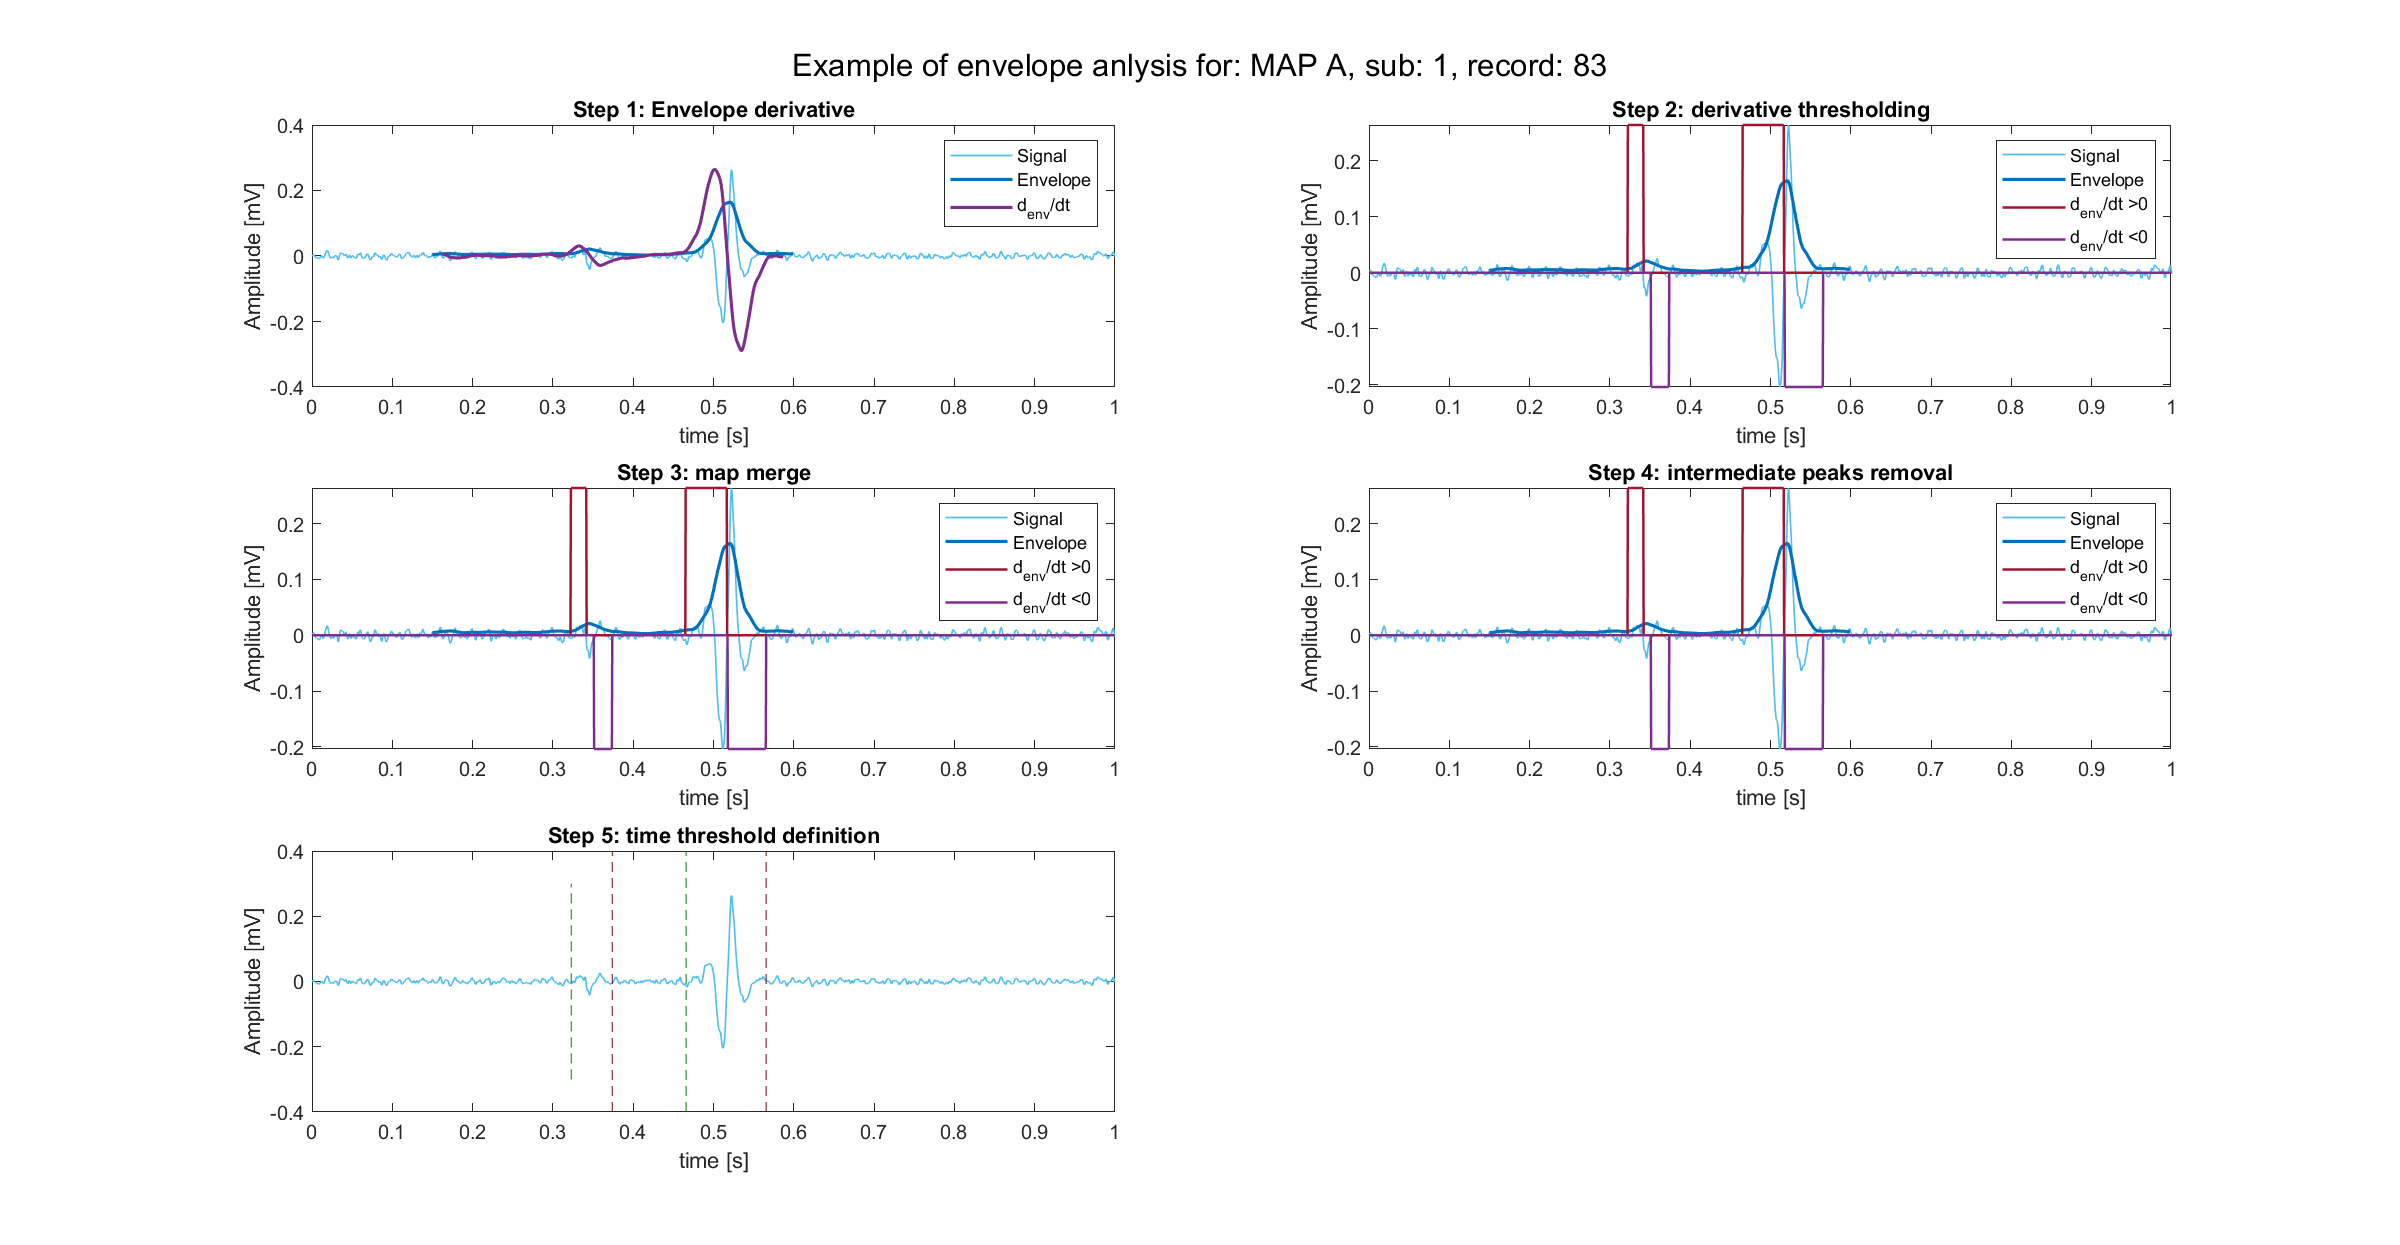 Example of envelope anlysis for: MAP A, sub: 1, record: 83
Step 1: Envelope derivative
0.4
0.2
0
-0.2
-0.4
Amplitude [mV]
Signal
Envelope
d_env/dt
0 0.1 0.2 0.3 0.4 0.5 0.6 0.7 0.8 0.9 1
time [s]
Step 2: derivative thresholding
0.2
0.1
0
-0.1
-0.2
Amplitude [mV]
Signal
Envelope
d_env/dt >0
d_env/dt <0
0 0.1 0.2 0.3 0.4 0.5 0.6 0.7 0.8 0.9 1
time [s]
Step 3: map merge
0.2
0.1
0
-0.1
-0.2
Amplitude [mV]
Signal
Envelope
d_env/dt >0
d_env/dt <0
0 0.1 0.2 0.3 0.4 0.5 0.6 0.7 0.8 0.9 1
time [s]
Step 4: intermediate peaks removal
0.2
0.1
0
-0.1
-0.2
Amplitude [mV]
Signal
Envelope
d_env/dt >0
d_env/dt <0
0 0.1 0.2 0.3 0.4 0.5 0.6 0.7 0.8 0.9 1
time [s]
Step 5: time threshold definition
0.4
0.2
0
-0.2
-0.4
Amplitude [mV]
0 0.1 0.2 0.3 0.4 0.5 0.6 0.7 0.8 0.9 1
time [s]